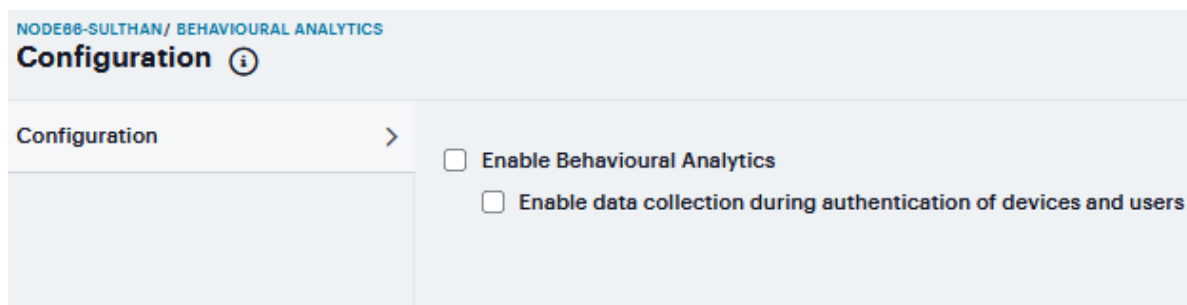 NODE66-SULTHAN/ BEHAVIOURAL ANALYTICS
Configuration
Configuration
Enable Behavioural Analytics
Enable data collection during authentication of devices and users